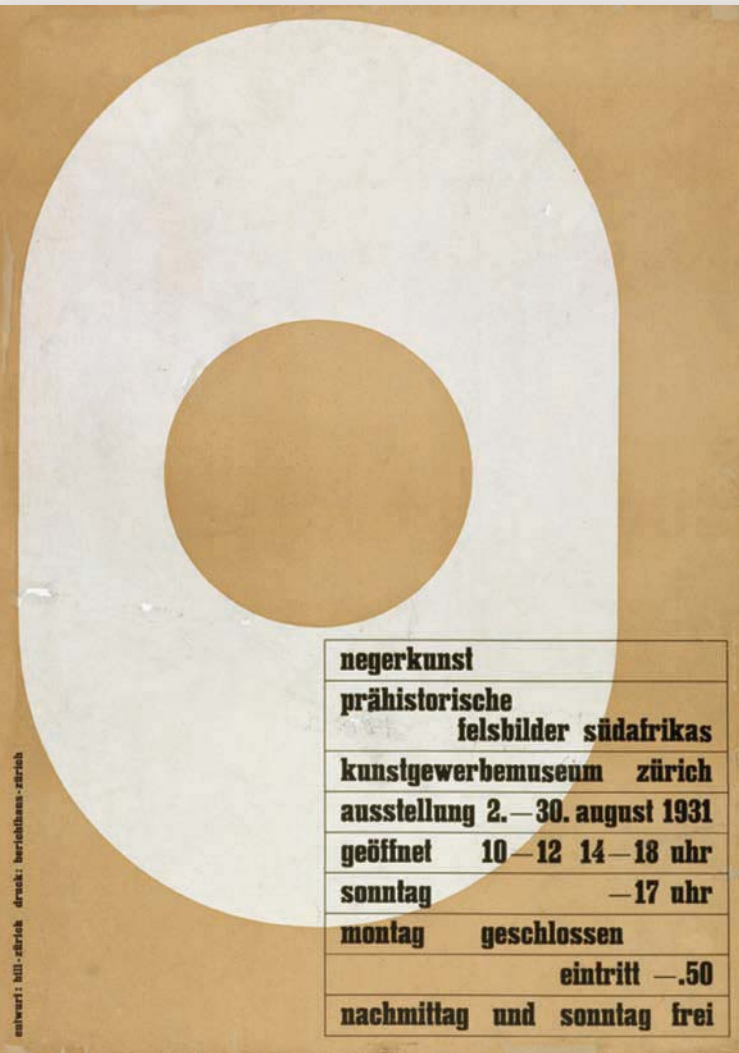 negerkunst
prähistorische
felsbilder südafrikas
kunstgewerbemuseum zürich
ausstellung 2.—30. august 1931
geöffnet 10—12 14—18 uhr
sonntag —17 uhr
montag geschlossen
eintritt —.50
nachmittag und sonntag frei
entwurf: bill-zürich druck: berichthaus-zürich